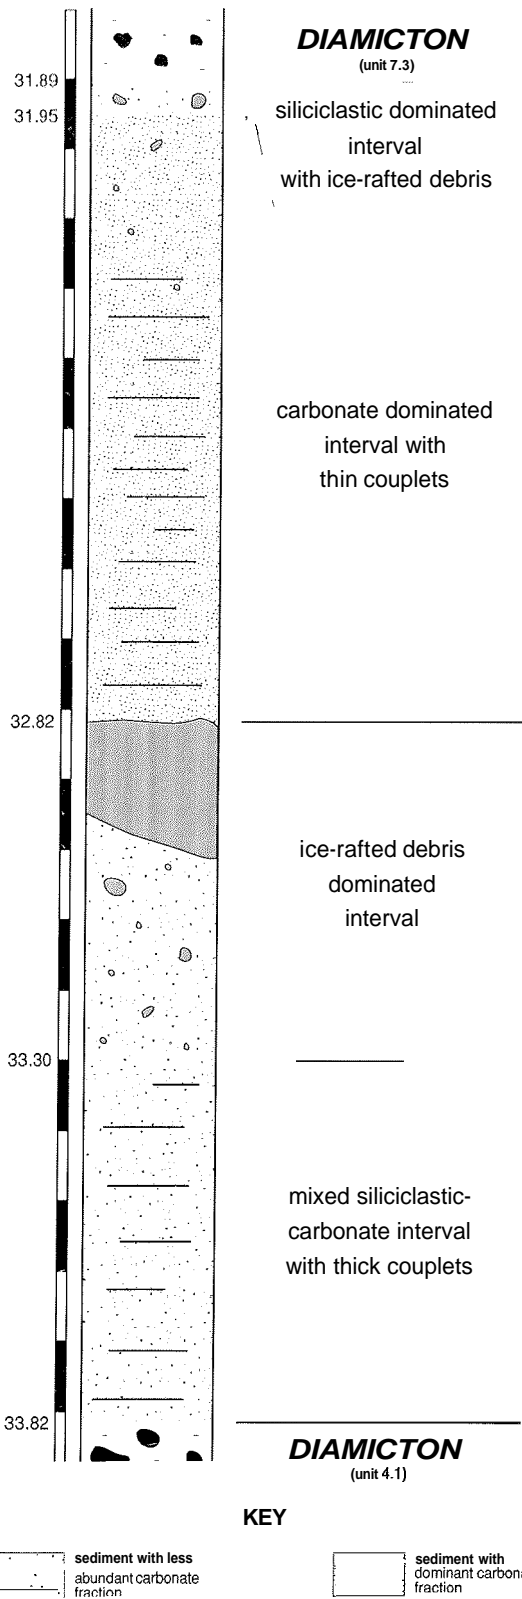 DIAMICTON
(unit 7.3)
31.89
31.95
siliciclastic dominated
interval
with ice-rafted debris
carbonate dominated
interval with
thin couplets
32.82
ice-rafted debris
dominated
interval
33.30
mixed siliciclastic-
carbonate interval
with thick couplets
33.82
DIAMICTON
(unit 4.1)
KEY
sediment with less
abundant carbonate
fraction
sediment with
dominant carbona
fraction